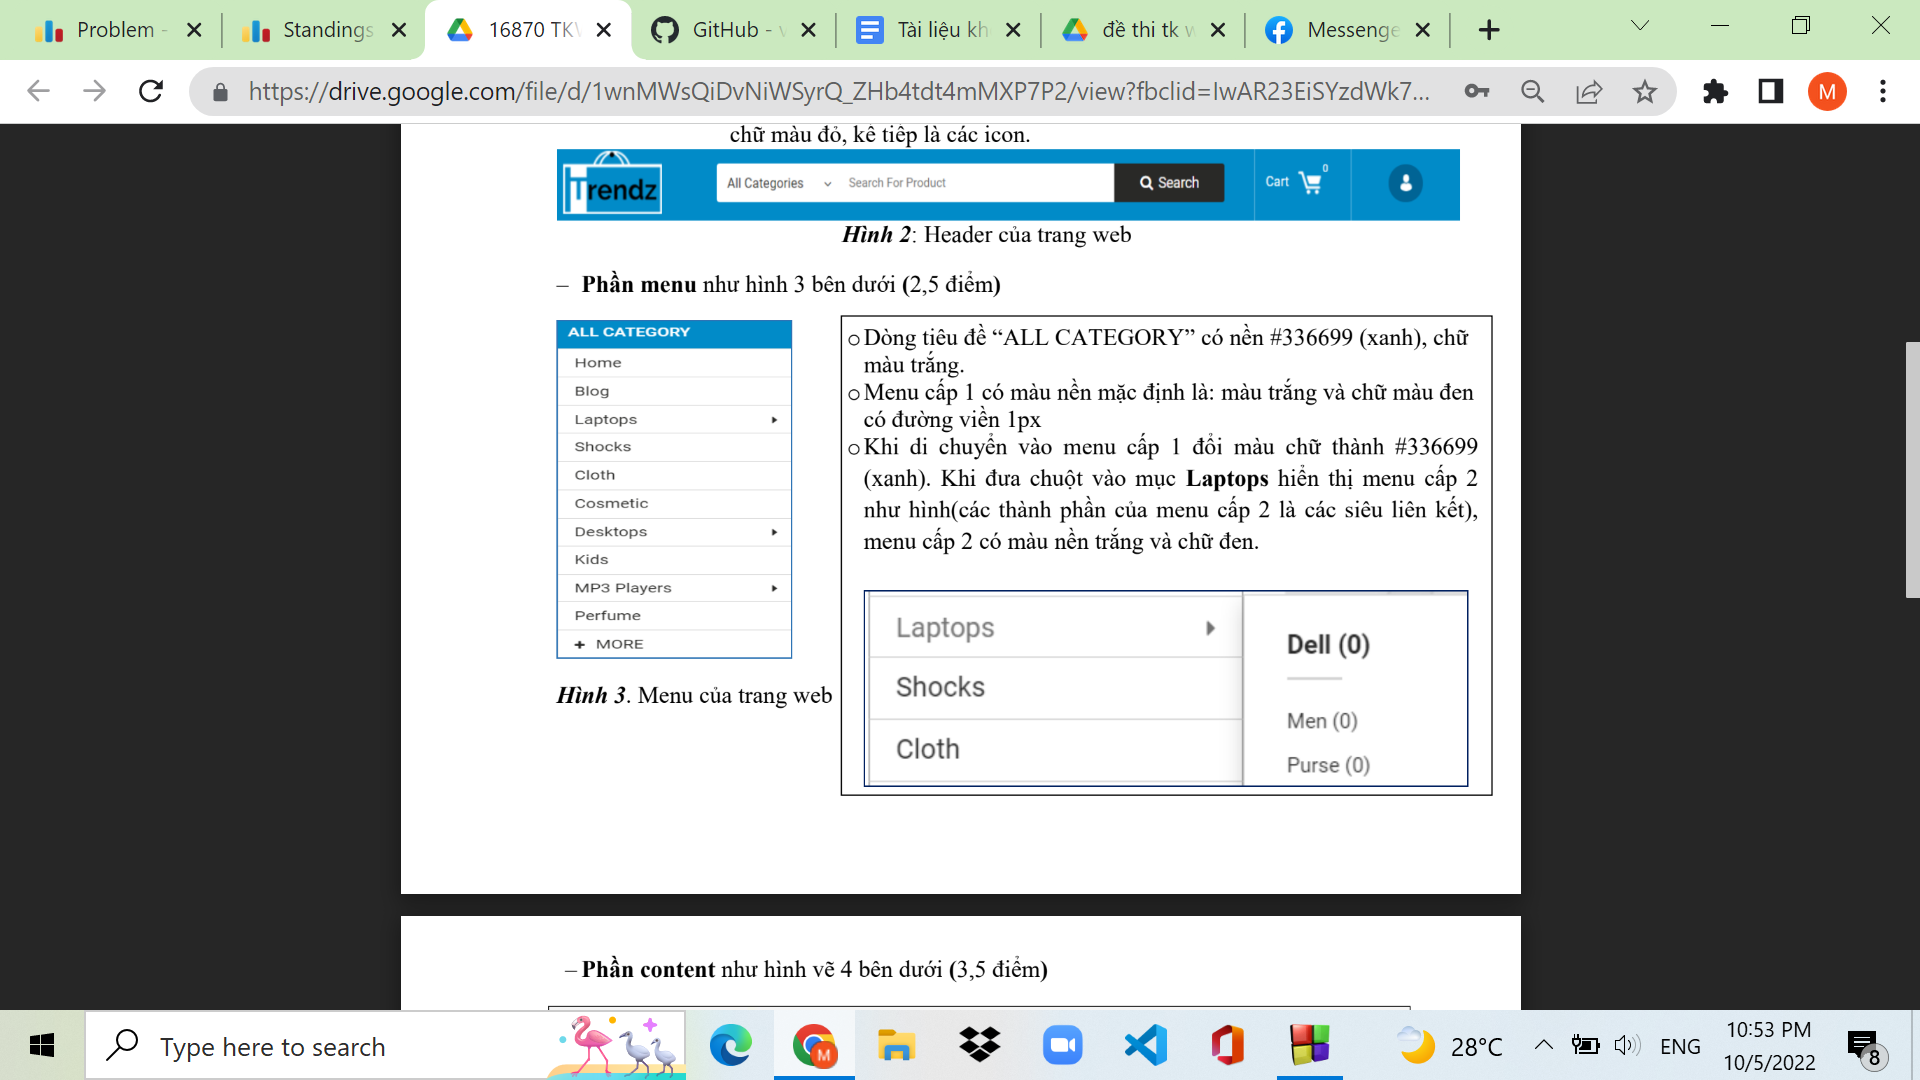 Problem -
Standings
16870 TKV
GitHub - v
Tài liệu kh
đề thi tk w
Messenge
https://drive.google.com/file/d/1wnMWsQiDvNiWSyrQ_ZHb4tdt4mMXP7P2/view?fbclid=IwAR23EiSYzdWk7...
M
chữ màu đỏ, kế tiếp là các icon.
Trendz
All Categories
Search For Product
Search
Cart
0
Hình 2: Header của trang web
– Phần menu như hình 3 bên dưới (2,5 điểm)
ALL CATEGORY
Home
Blog
Laptops
Shocks
Cloth
Cosmetic
Desktops
Kids
MP3 Players
Perfume
+ MORE
Hình 3. Menu của trang web
o Dòng tiêu đề “ALL CATEGORY” có nền #336699 (xanh), chữ
màu trắng.
o Menu cấp 1 có màu nền mặc định là: màu trắng và chữ màu đen
có đường viền 1px
o Khi di chuyển vào menu cấp 1 đổi màu chữ thành #336699
(xanh). Khi đưa chuột vào mục Laptops hiển thị menu cấp 2
như hình(các thành phần của menu cấp 2 là các siêu liên kết),
menu cấp 2 có màu nền trắng và chữ đen.
Laptops
Shocks
Cloth
Dell (0)
Men (0)
Purse (0)
– Phần content như hình vẽ 4 bên dưới (3,5 điểm)
Type here to search
M
28°C
ENG
10:53 PM
10/5/2022
8